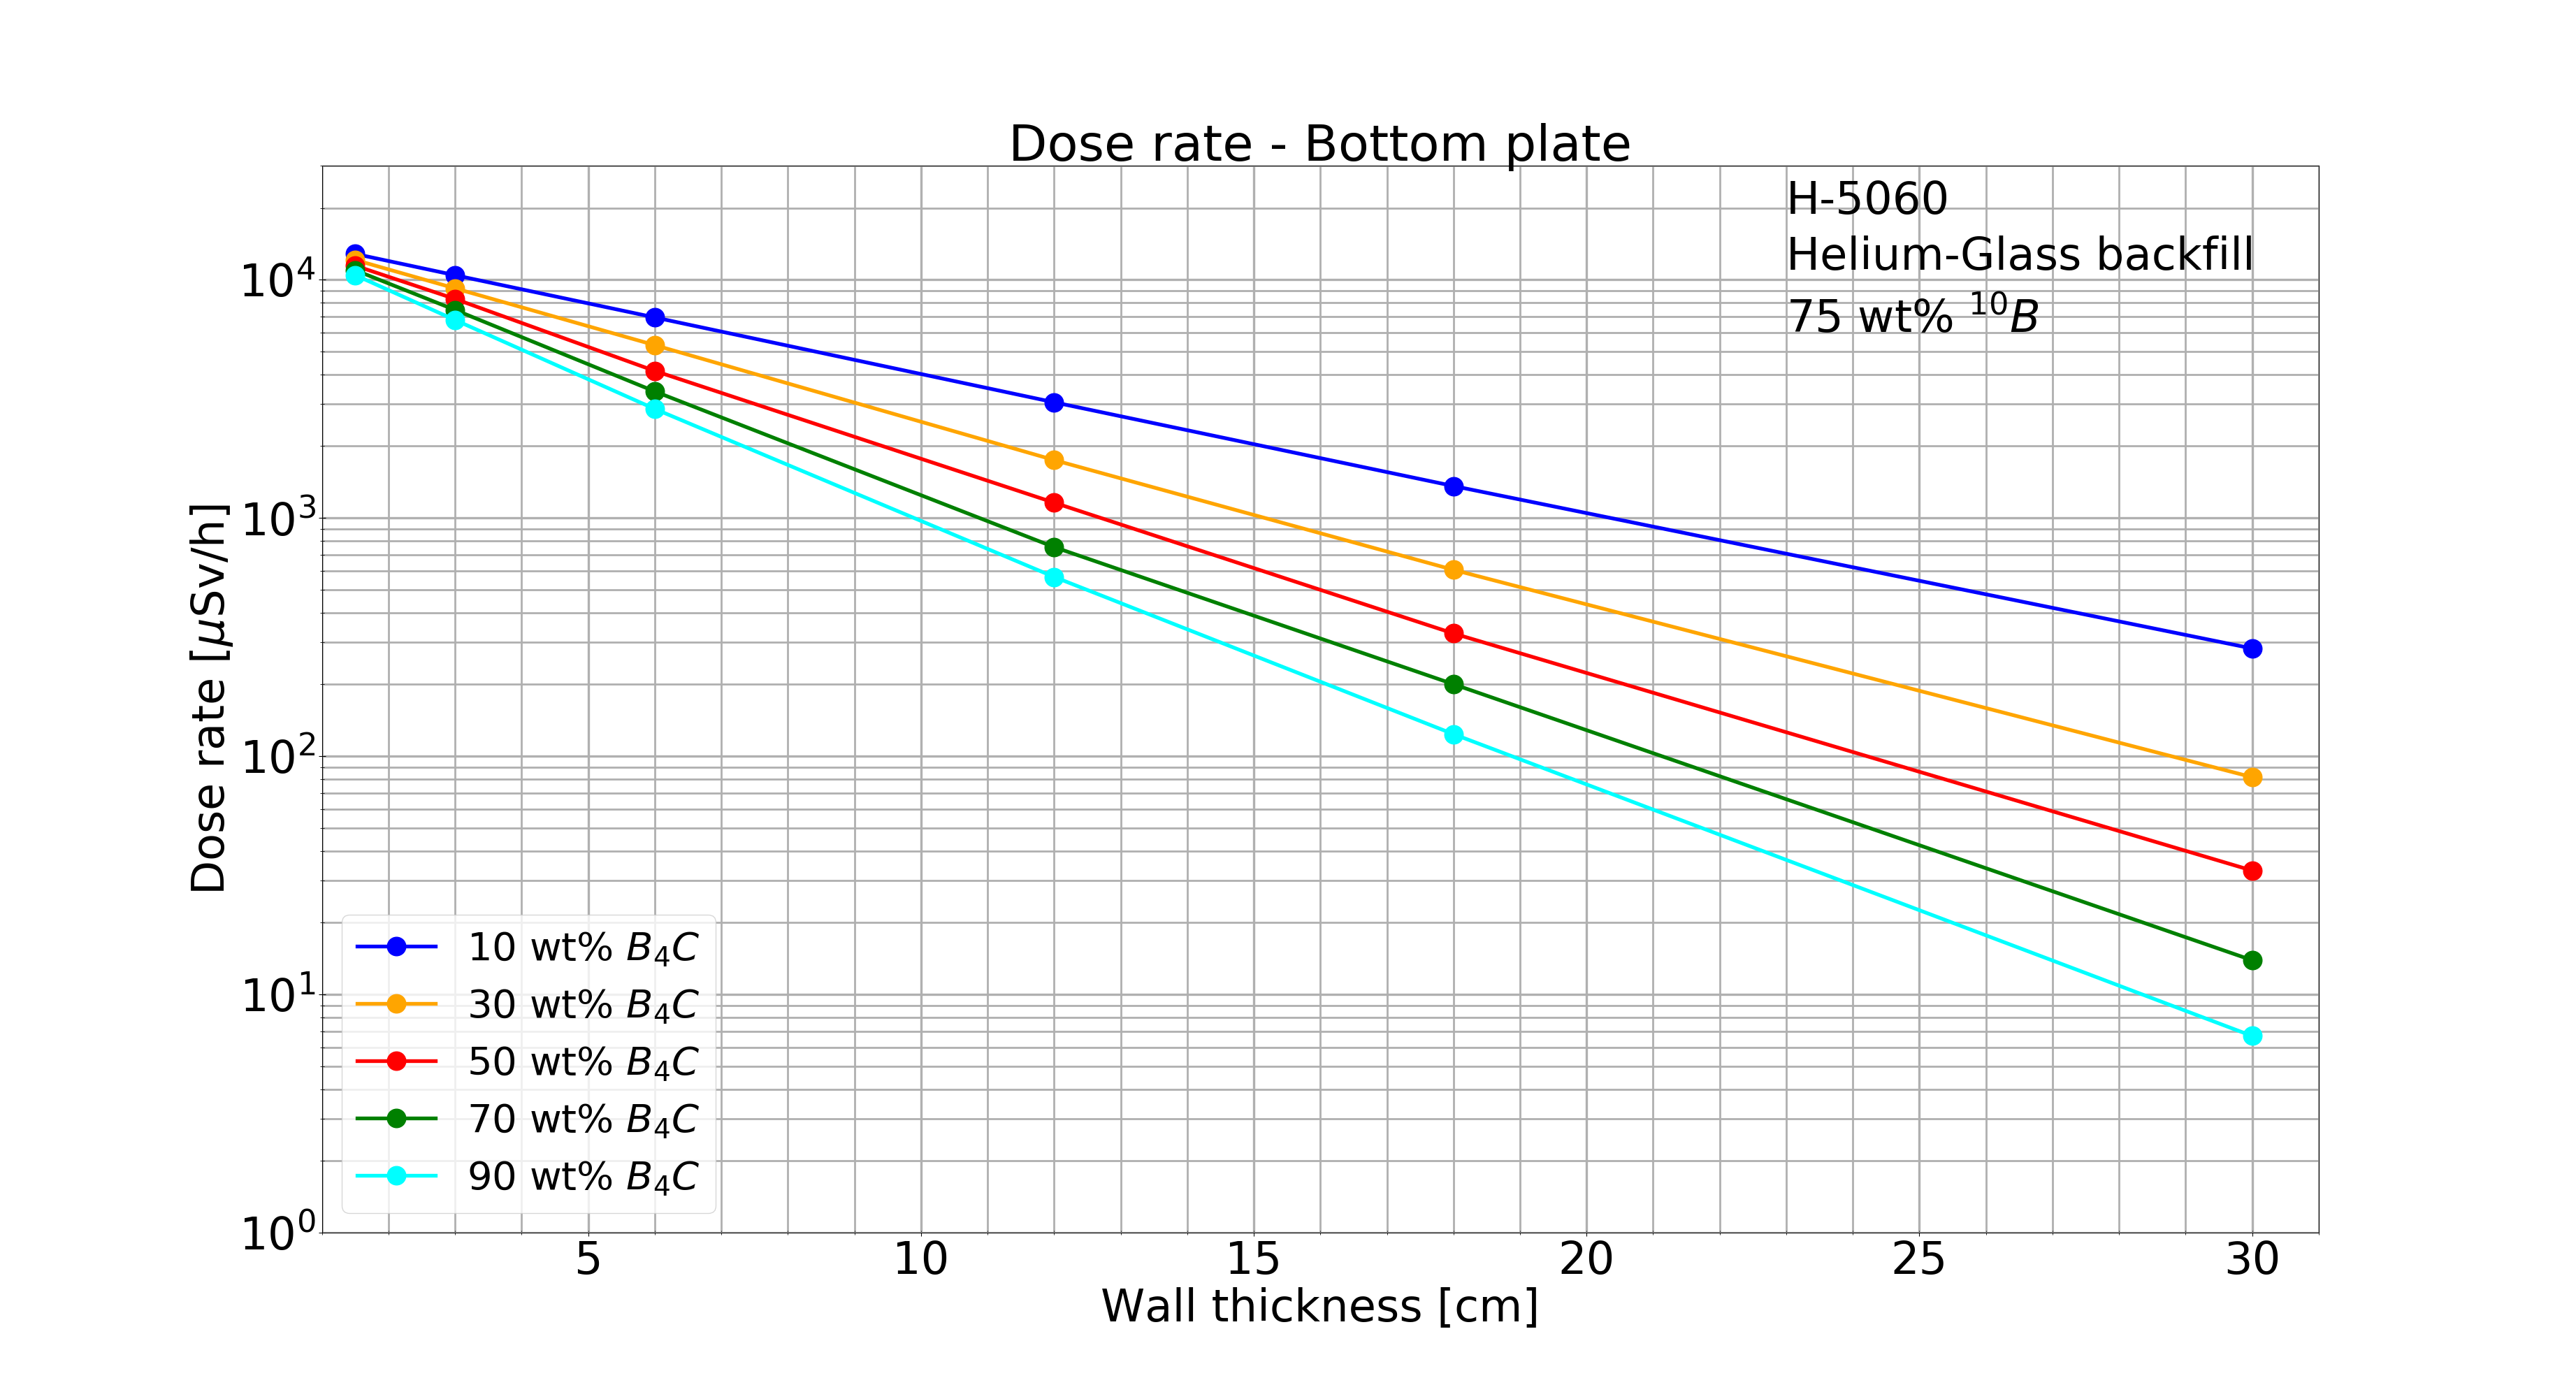 Dose rate - Bottom plate
H-5060
Helium-Glass backfill
75 wt% ¹⁰B
Dose rate [μSv/h]
10⁴
10³
10²
10¹
10⁰
10 wt% B₄C
30 wt% B₄C
50 wt% B₄C
70 wt% B₄C
90 wt% B₄C
5 10 15 20 25 30
Wall thickness [cm]